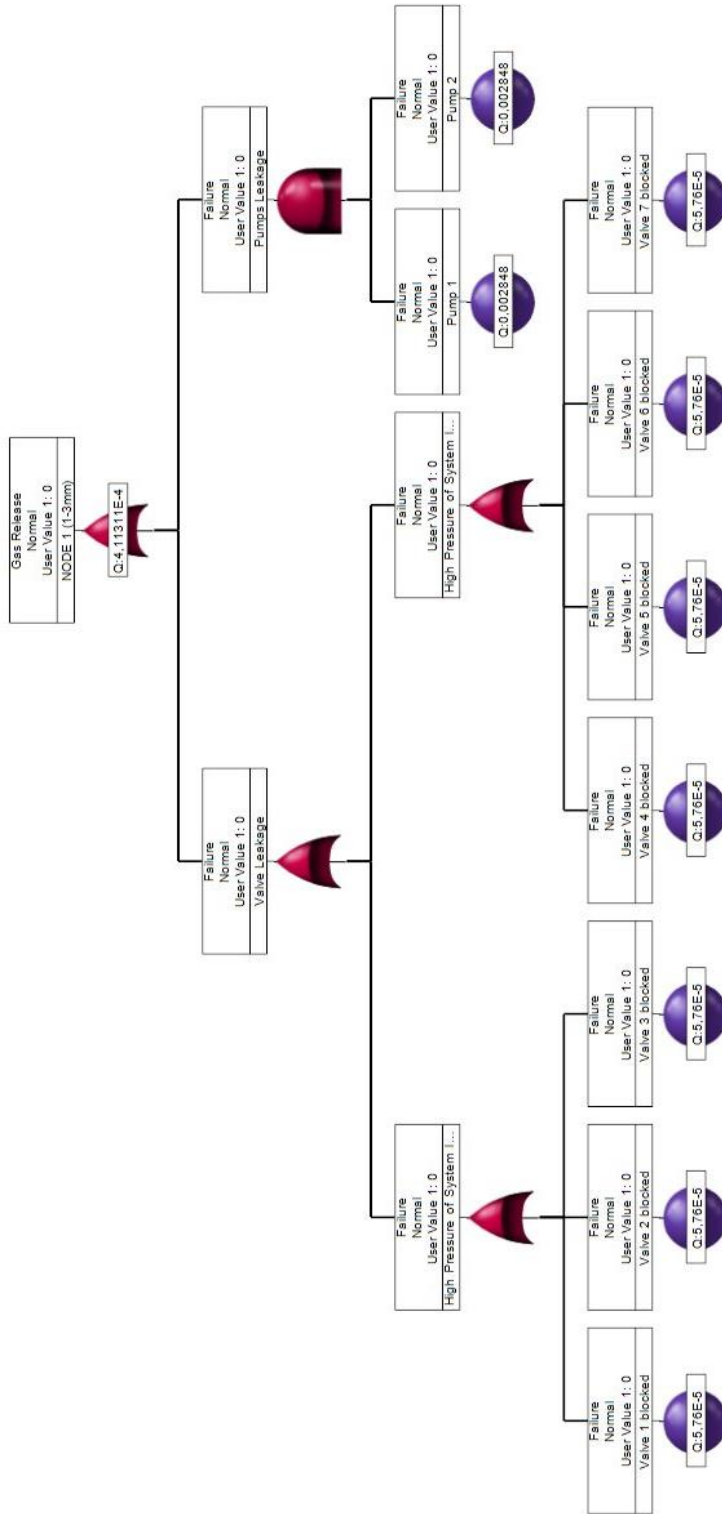 Gas Release
Normal
User Value 1: 0
NODE 1 (1-3mm)
Q:4,11311E-4
Failure
Normal
User Value 1: 0
Valve Leakage
Failure
Normal
User Value 1: 0
Pumps Leakage
Failure
Normal
User Value 1: 0
High Pressure of System I...
Failure
Normal
User Value 1: 0
High Pressure of System I...
Failure
Normal
User Value 1: 0
Pump 1
Q:0,002848
Failure
Normal
User Value 1: 0
Pump 2
Q:0,002848
Failure
Normal
User Value 1: 0
Valve 1 blocked
Q:5,76E-5
Failure
Normal
User Value 1: 0
Valve 2 blocked
Q:5,76E-5
Failure
Normal
User Value 1: 0
Valve 3 blocked
Q:5,76E-5
Failure
Normal
User Value 1: 0
Valve 4 blocked
Q:5,76E-5
Failure
Normal
User Value 1: 0
Valve 5 blocked
Q:5,76E-5
Failure
Normal
User Value 1: 0
Valve 6 blocked
Q:5,76E-5
Failure
Normal
User Value 1: 0
Valve 7 blocked
Q:5,76E-5